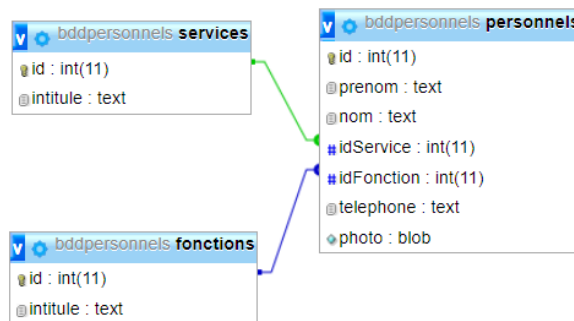 v bddpersonnels services
id : int(11)
intitule : text
v bddpersonnels personnels
id : int(11)
prenom : text
nom : text
# idService : int(11)
# idFonction : int(11)
telephone : text
photo : blob
v bddpersonnels fonctions
id : int(11)
intitule : text